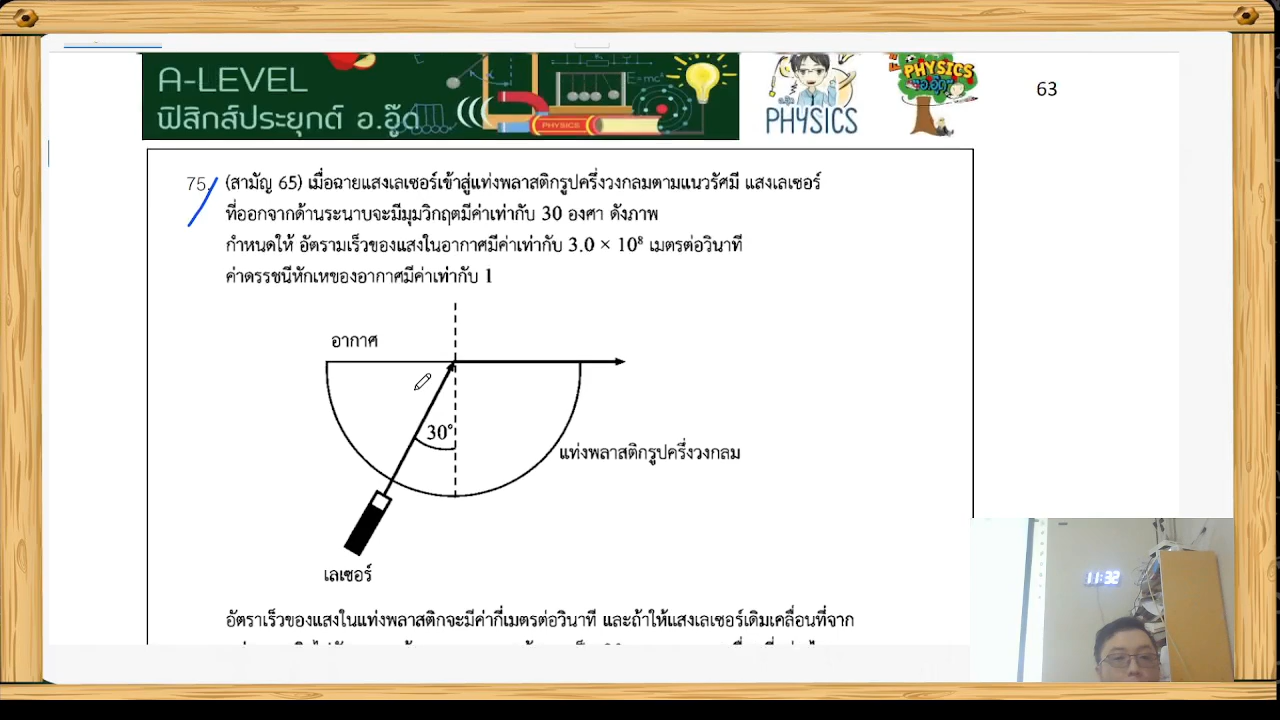 A-LEVEL
ฟิสิกส์ประยุกต์ อ.อู๊ด
E=mc²
PHYSICS
อ.อู๊ด
PHYSICS
PHYSICS
อ.อู๊ด
63
75. (สามัญ 65) เมื่อฉายแสงเลเซอร์เข้าสู่แท่งพลาสติกรูปครึ่งวงกลมตามแนวรัศมี แสงเลเซอร์
ที่ออกจากด้านระนาบจะมีมุมวิกฤตมีค่าเท่ากับ 30 องศา ดังภาพ
กำหนดให้ อัตรามเร็วของแสงในอากาศมีค่าเท่ากับ 3.0 × 10⁸ เมตรต่อวินาที
ค่าดรรชนีหักเหของอากาศมีค่าเท่ากับ 1
อากาศ
30°
แท่งพลาสติกรูปครึ่งวงกลม
เลเซอร์
อัตราเร็วของแสงในแท่งพลาสติกจะมีค่ากี่เมตรต่อวินาที และถ้าให้แสงเลเซอร์เดิมเคลื่อนที่จาก
11:32